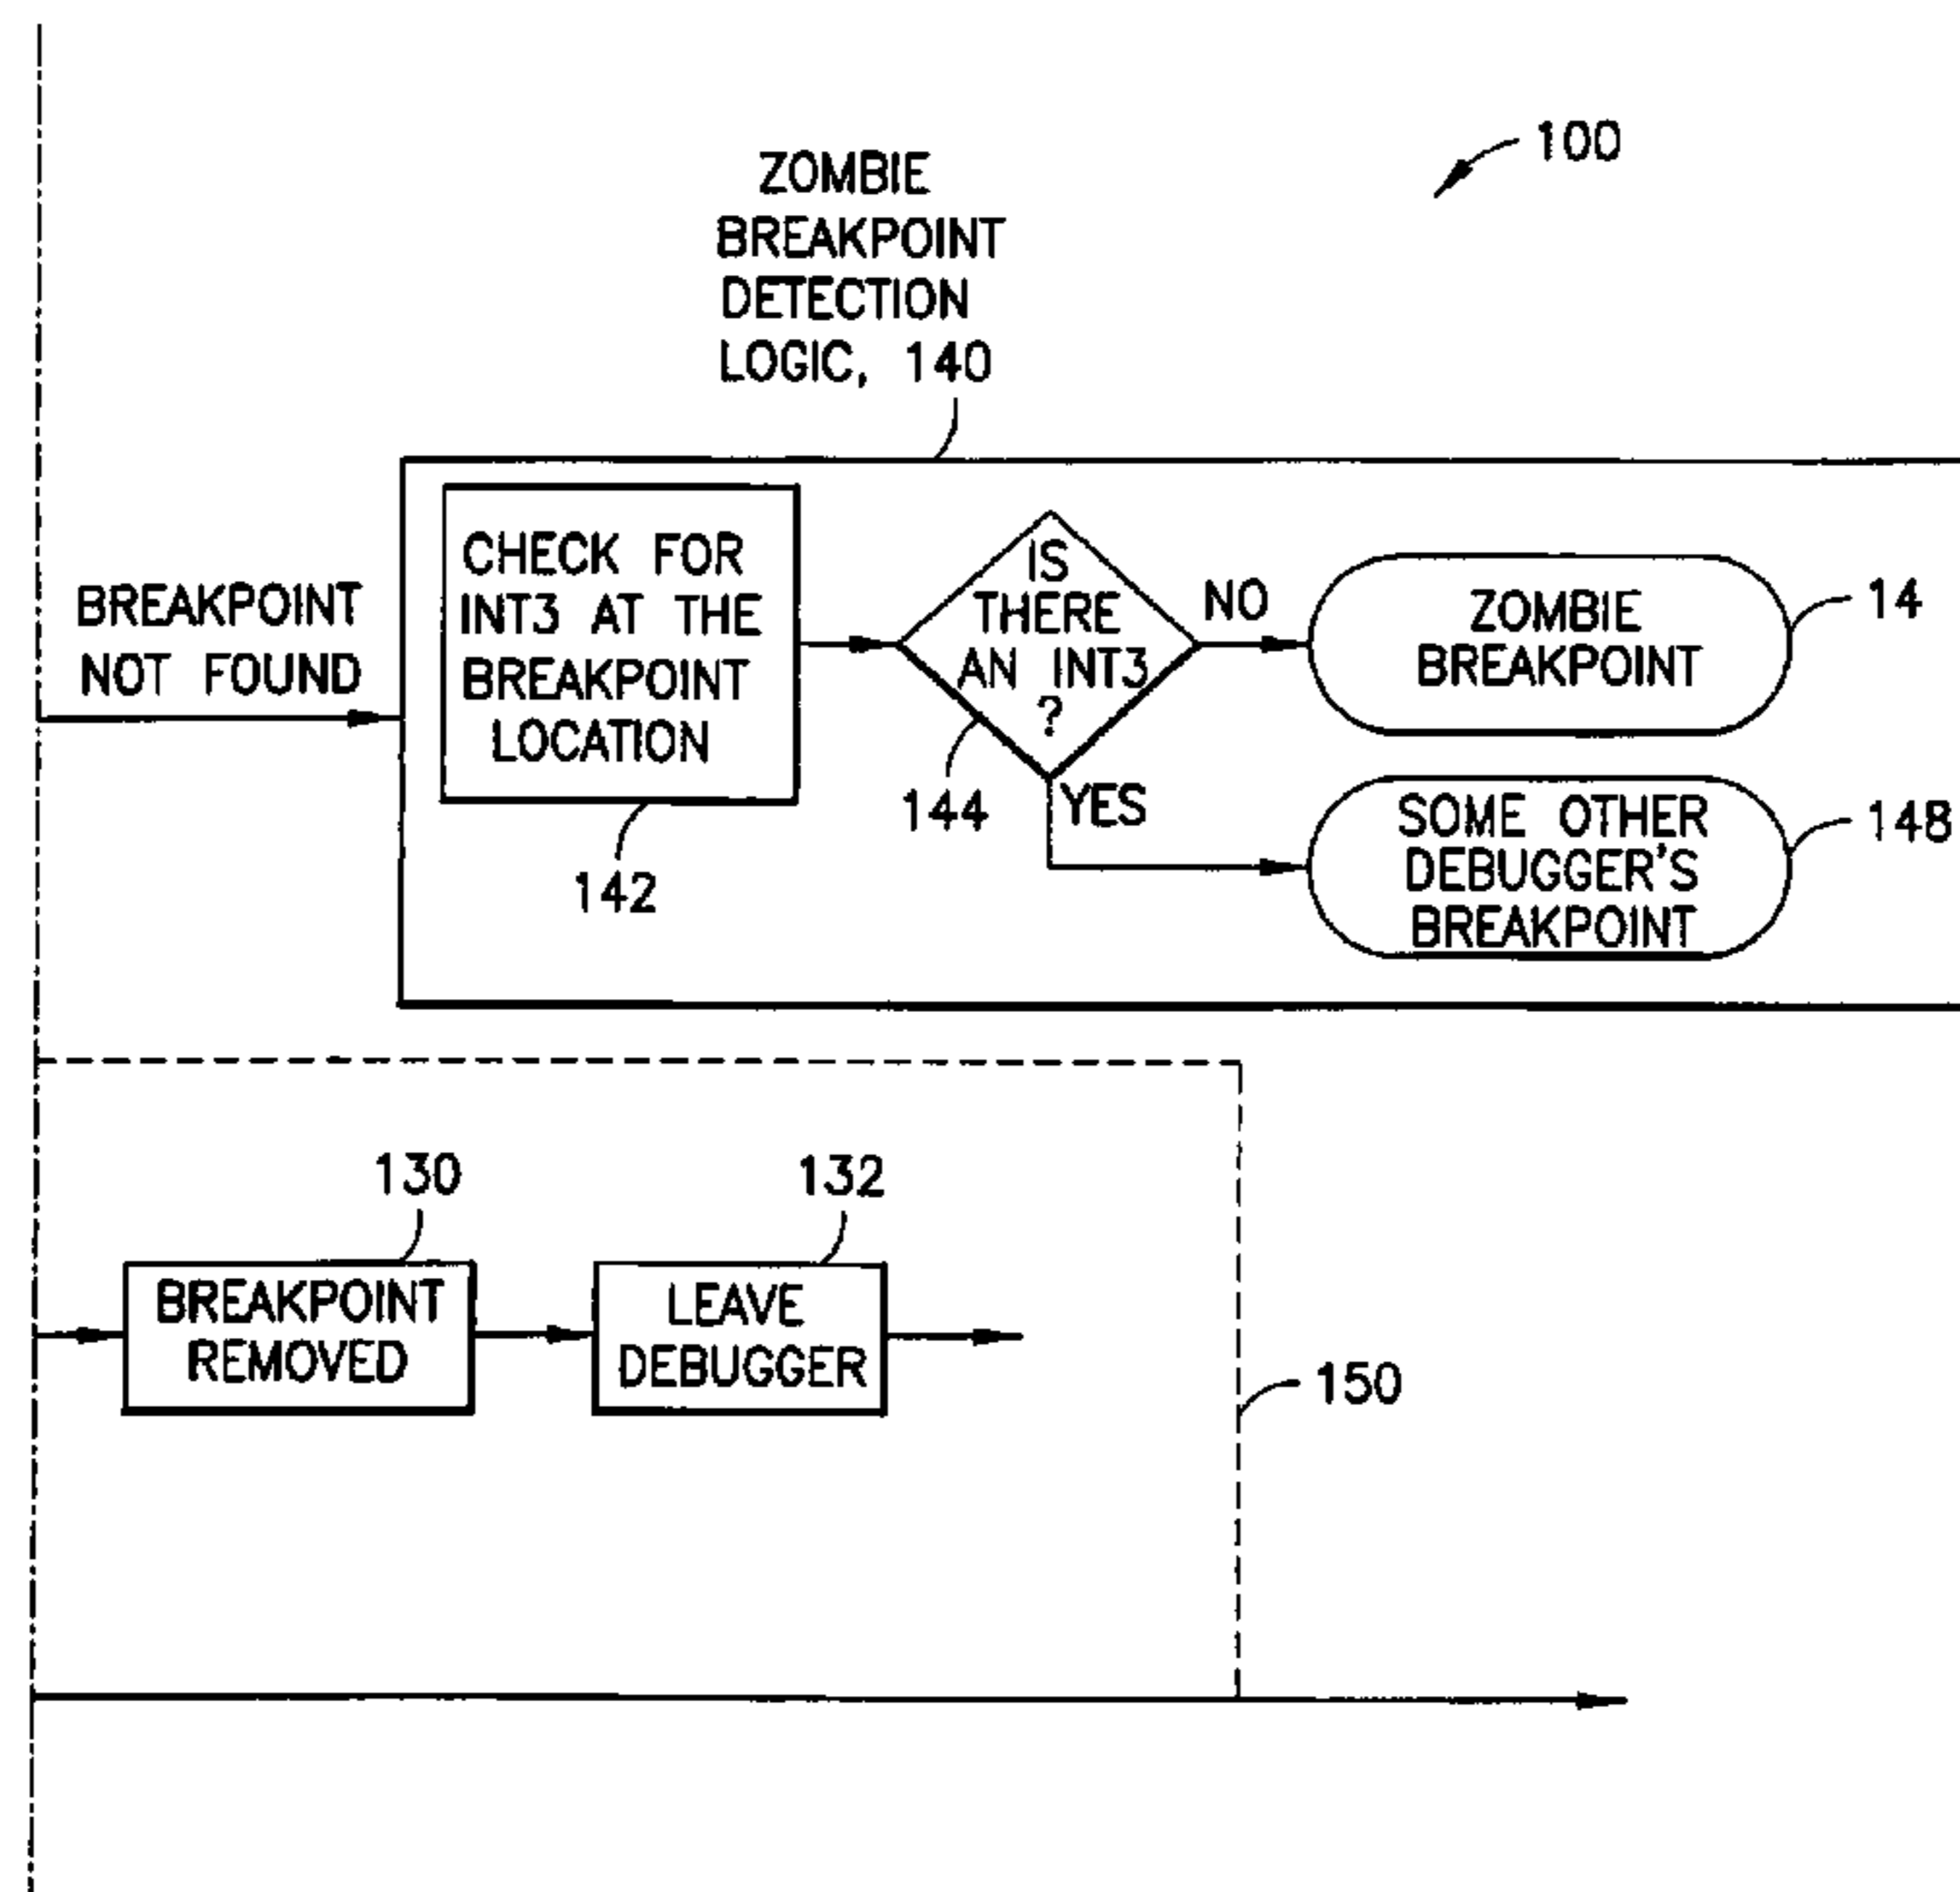 100
ZOMBIE
BREAKPOINT
DETECTION
LOGIC, 140
BREAKPOINT
NOT FOUND
CHECK FOR
INT3 AT THE
BREAKPOINT
LOCATION
142
IS
THERE
AN INT3
?
144
NO
YES
ZOMBIE
BREAKPOINT
14
SOME OTHER
DEBUGGER'S
BREAKPOINT
148
130
BREAKPOINT
REMOVED
132
LEAVE
DEBUGGER
150